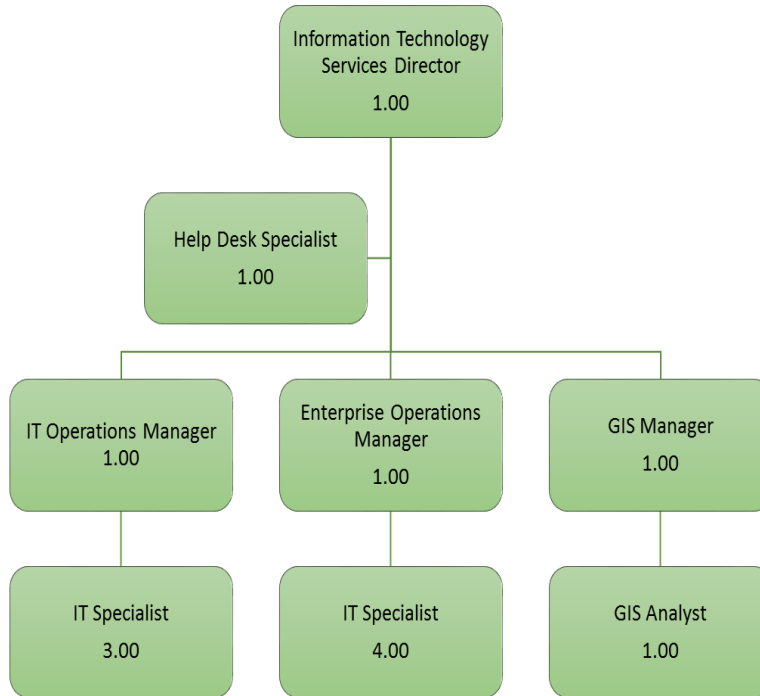 Information Technology
Services Director
1.00
Help Desk Specialist
1.00
IT Operations Manager
1.00
Enterprise Operations
Manager
1.00
GIS Manager
1.00
IT Specialist
3.00
IT Specialist
4.00
GIS Analyst
1.00